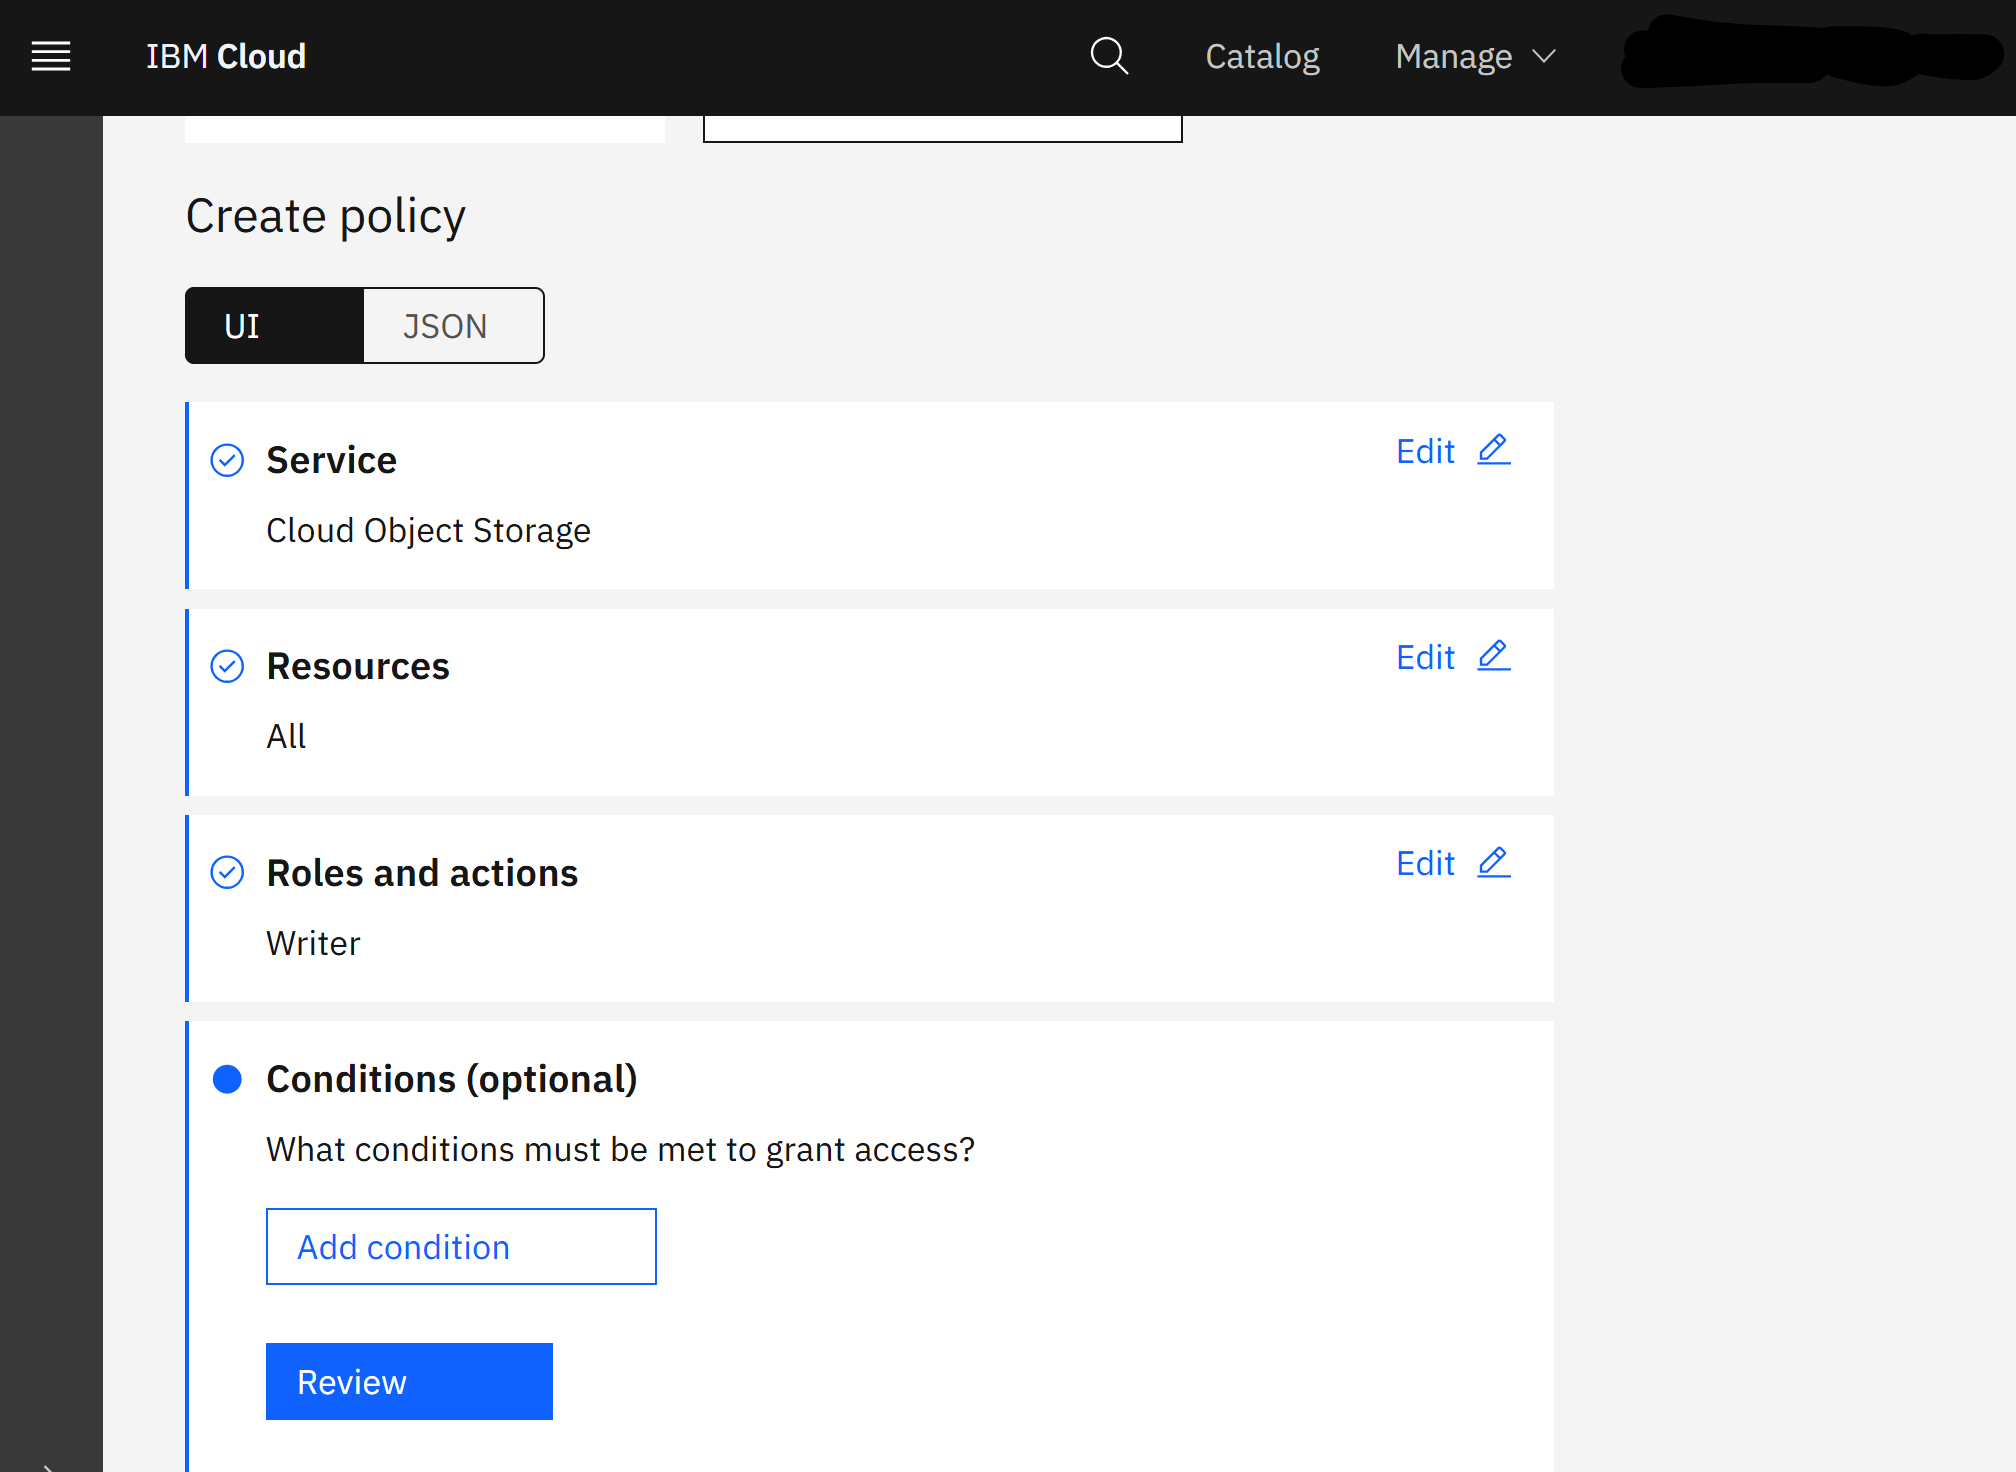 IBM Cloud
Catalog
Manage
Create policy
UI
JSON
Service
Edit
Cloud Object Storage
Resources
Edit
All
Roles and actions
Edit
Writer
Conditions (optional)
What conditions must be met to grant access?
Add condition
Review